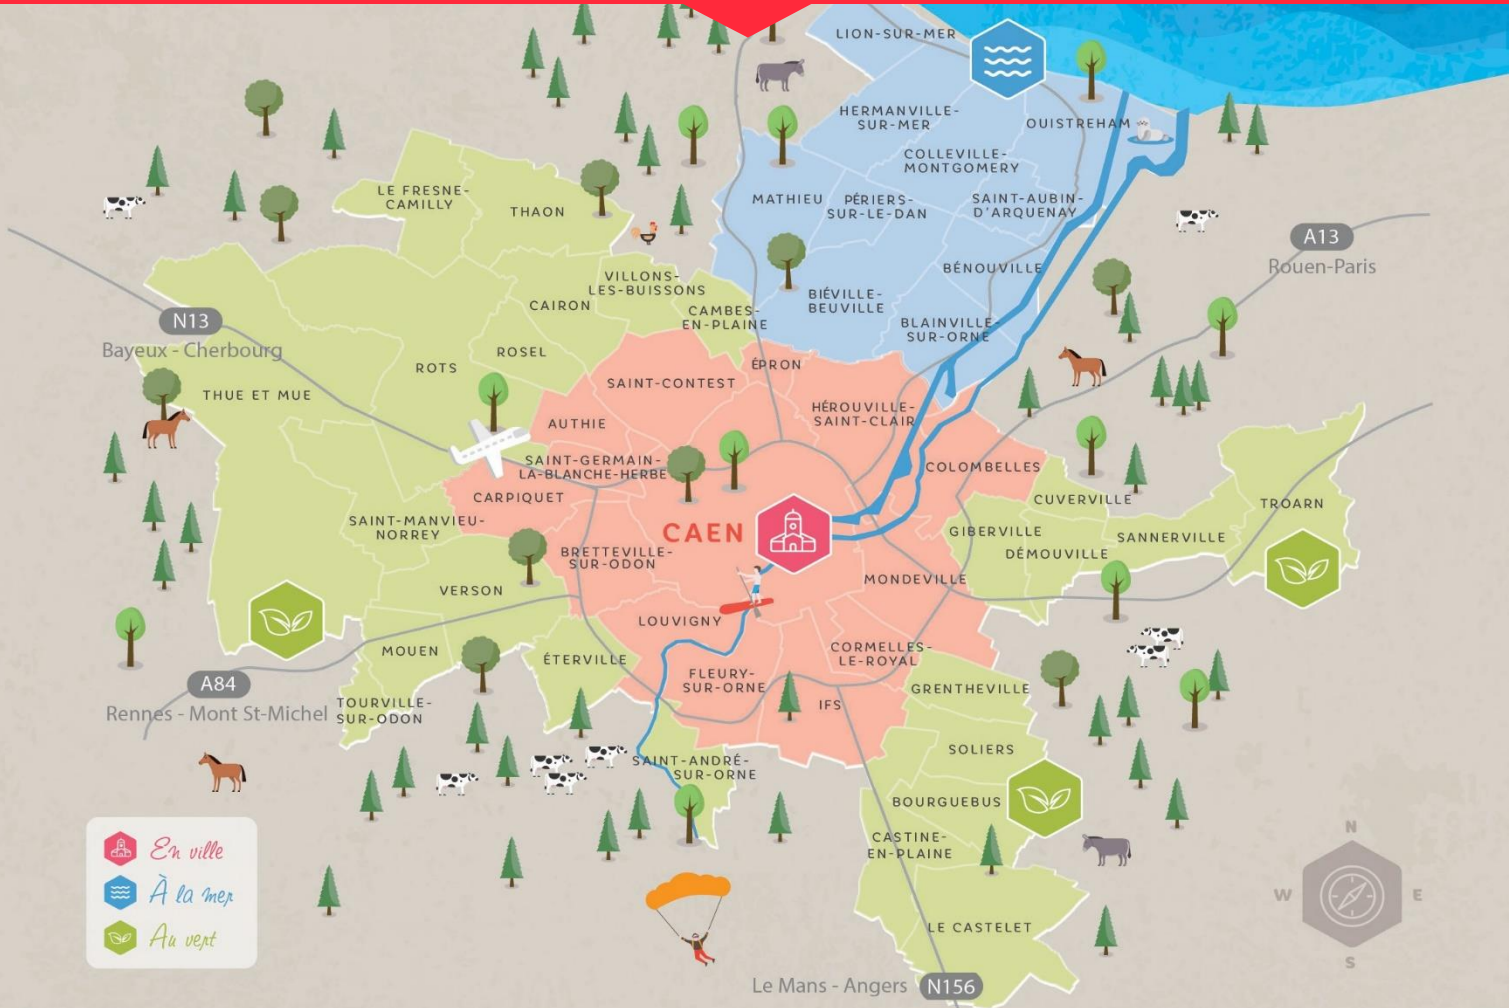 LION-SUR-MER
HERMANVILLE-
SUR-MER
OUISTREHAM
COLLEVILLE-
MONTGOMERY
LE FRESNE-
CAMILLY
THAON
MATHIEU
PÉRIERS-
SUR-LE-DAN
SAINT-AUBIN-
D'ARQUENAY
A13
Rouen-Paris
BÉNOUVILLE
VILLONS-
LES-BUISSONS
CAIRON
CAMBES-
EN-PLAINE
BIÉVILLE-
BEUVILLE
BLAINVILLE-
SUR-ORNE
N13
Bayeux - Cherbourg
ROSEL
ROTS
THUE ET MUE
ÉPRON
SAINT-CONTEST
HÉROUVILLE-
SAINT-CLAIR
AUTHIE
SAINT-GERMAIN-
LA-BLANCHE-HERBE
CARPIQUET
COLOMBELLES
CUVERVILLE
TROARN
SAINT-MANVIEU-
NORREY
CAEN
GIBERVILLE
SANNERVILLE
DÉMOUVILLE
BRETTEVILLE-
SUR-ODON
MONDEVILLE
VERSON
LOUVIGNY
MOUEN
ÉTERVILLE
CORMELLES-
LE-ROYAL
FLEURY-
SUR-ORNE
GRENTHEVILLE
A84
Rennes - Mont St-Michel
TOURVILLE-
SUR-ODON
IFS
SOLIERS
SAINT-ANDRÉ-
SUR-ORNE
BOURGUEBUS
CASTINE-
EN-PLAINE
LE CASTELET
Le Mans - Angers
N156
En ville
À la mer
Au vert
N
W
E
S